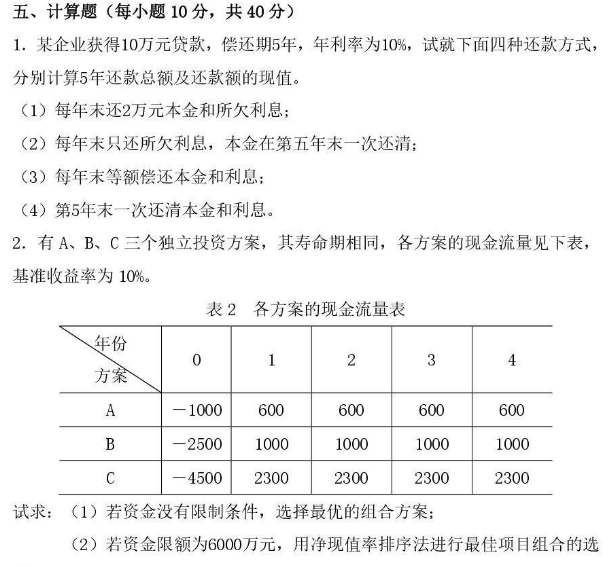 五、计算题（每小题 10 分，共 40 分）
1. 某企业获得10万元贷款，偿还期5年，年利率为10%，试就下面四种还款方式，
分别计算5年还款总额及还款额的现值。
（1）每年末还2万元本金和所欠利息；
（2）每年末只还所欠利息，本金在第五年末一次还清；
（3）每年末等额偿还本金和利息；
（4）第5年末一次还清本金和利息。
2. 有 A、B、C 三个独立投资方案，其寿命期相同，各方案的现金流量见下表，
基准收益率为 10%。
表 2 各方案的现金流量表
年份
方案 0 1 2 3 4
A －1000 600 600 600 600
B －2500 1000 1000 1000 1000
C －4500 2300 2300 2300 2300
试求：（1）若资金没有限制条件，选择最优的组合方案；
（2）若资金限额为6000万元，用净现值率排序法进行最佳项目组合的选